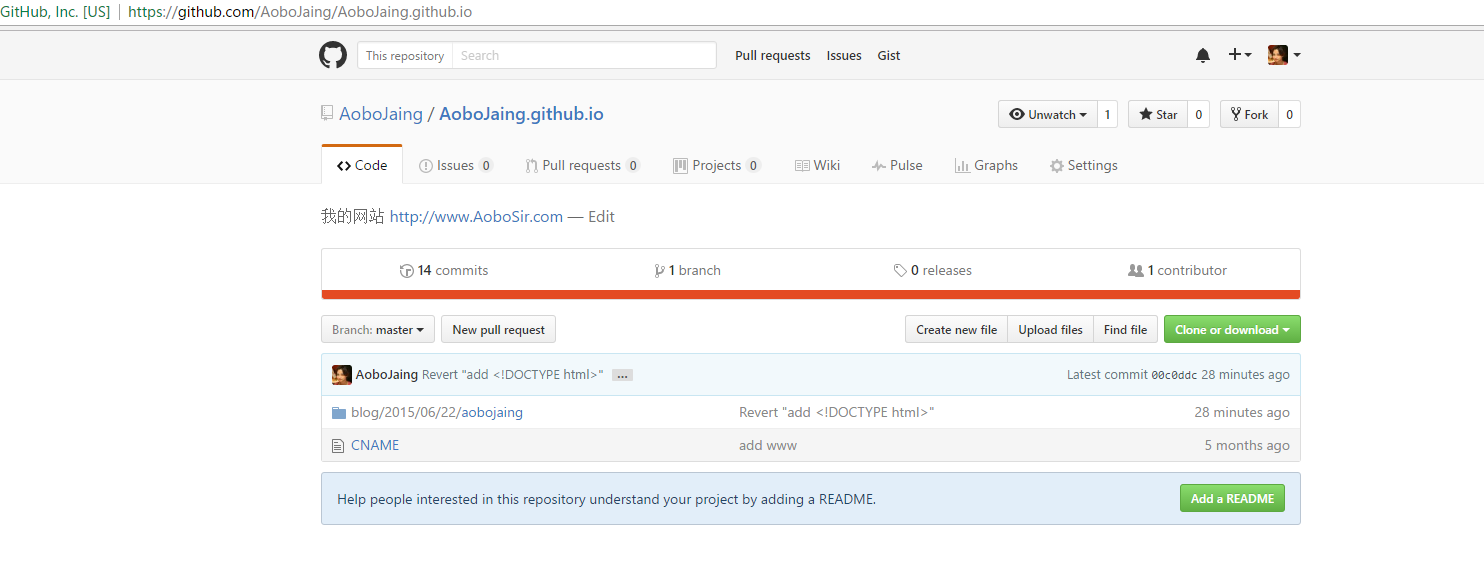 GitHub, Inc. [US] https://github.com/AoboJaing/AoboJaing.github.io
This repository Search Pull requests Issues Gist
AoboJaing / AoboJaing.github.io Unwatch 1 Star 0 Fork 0
Code Issues 0 Pull requests 0 Projects 0 Wiki Pulse Graphs Settings
我的网站 http://www.AoboSir.com — Edit
14 commits 1 branch 0 releases 1 contributor
Branch: master New pull request Create new file Upload files Find file Clone or download
AoboJaing Revert "add <!DOCTYPE html>" ... Latest commit 00c0ddc 28 minutes ago
blog/2015/06/22/aobojaing Revert "add <!DOCTYPE html>" 28 minutes ago
CNAME add www 5 months ago
Help people interested in this repository understand your project by adding a README. Add a README